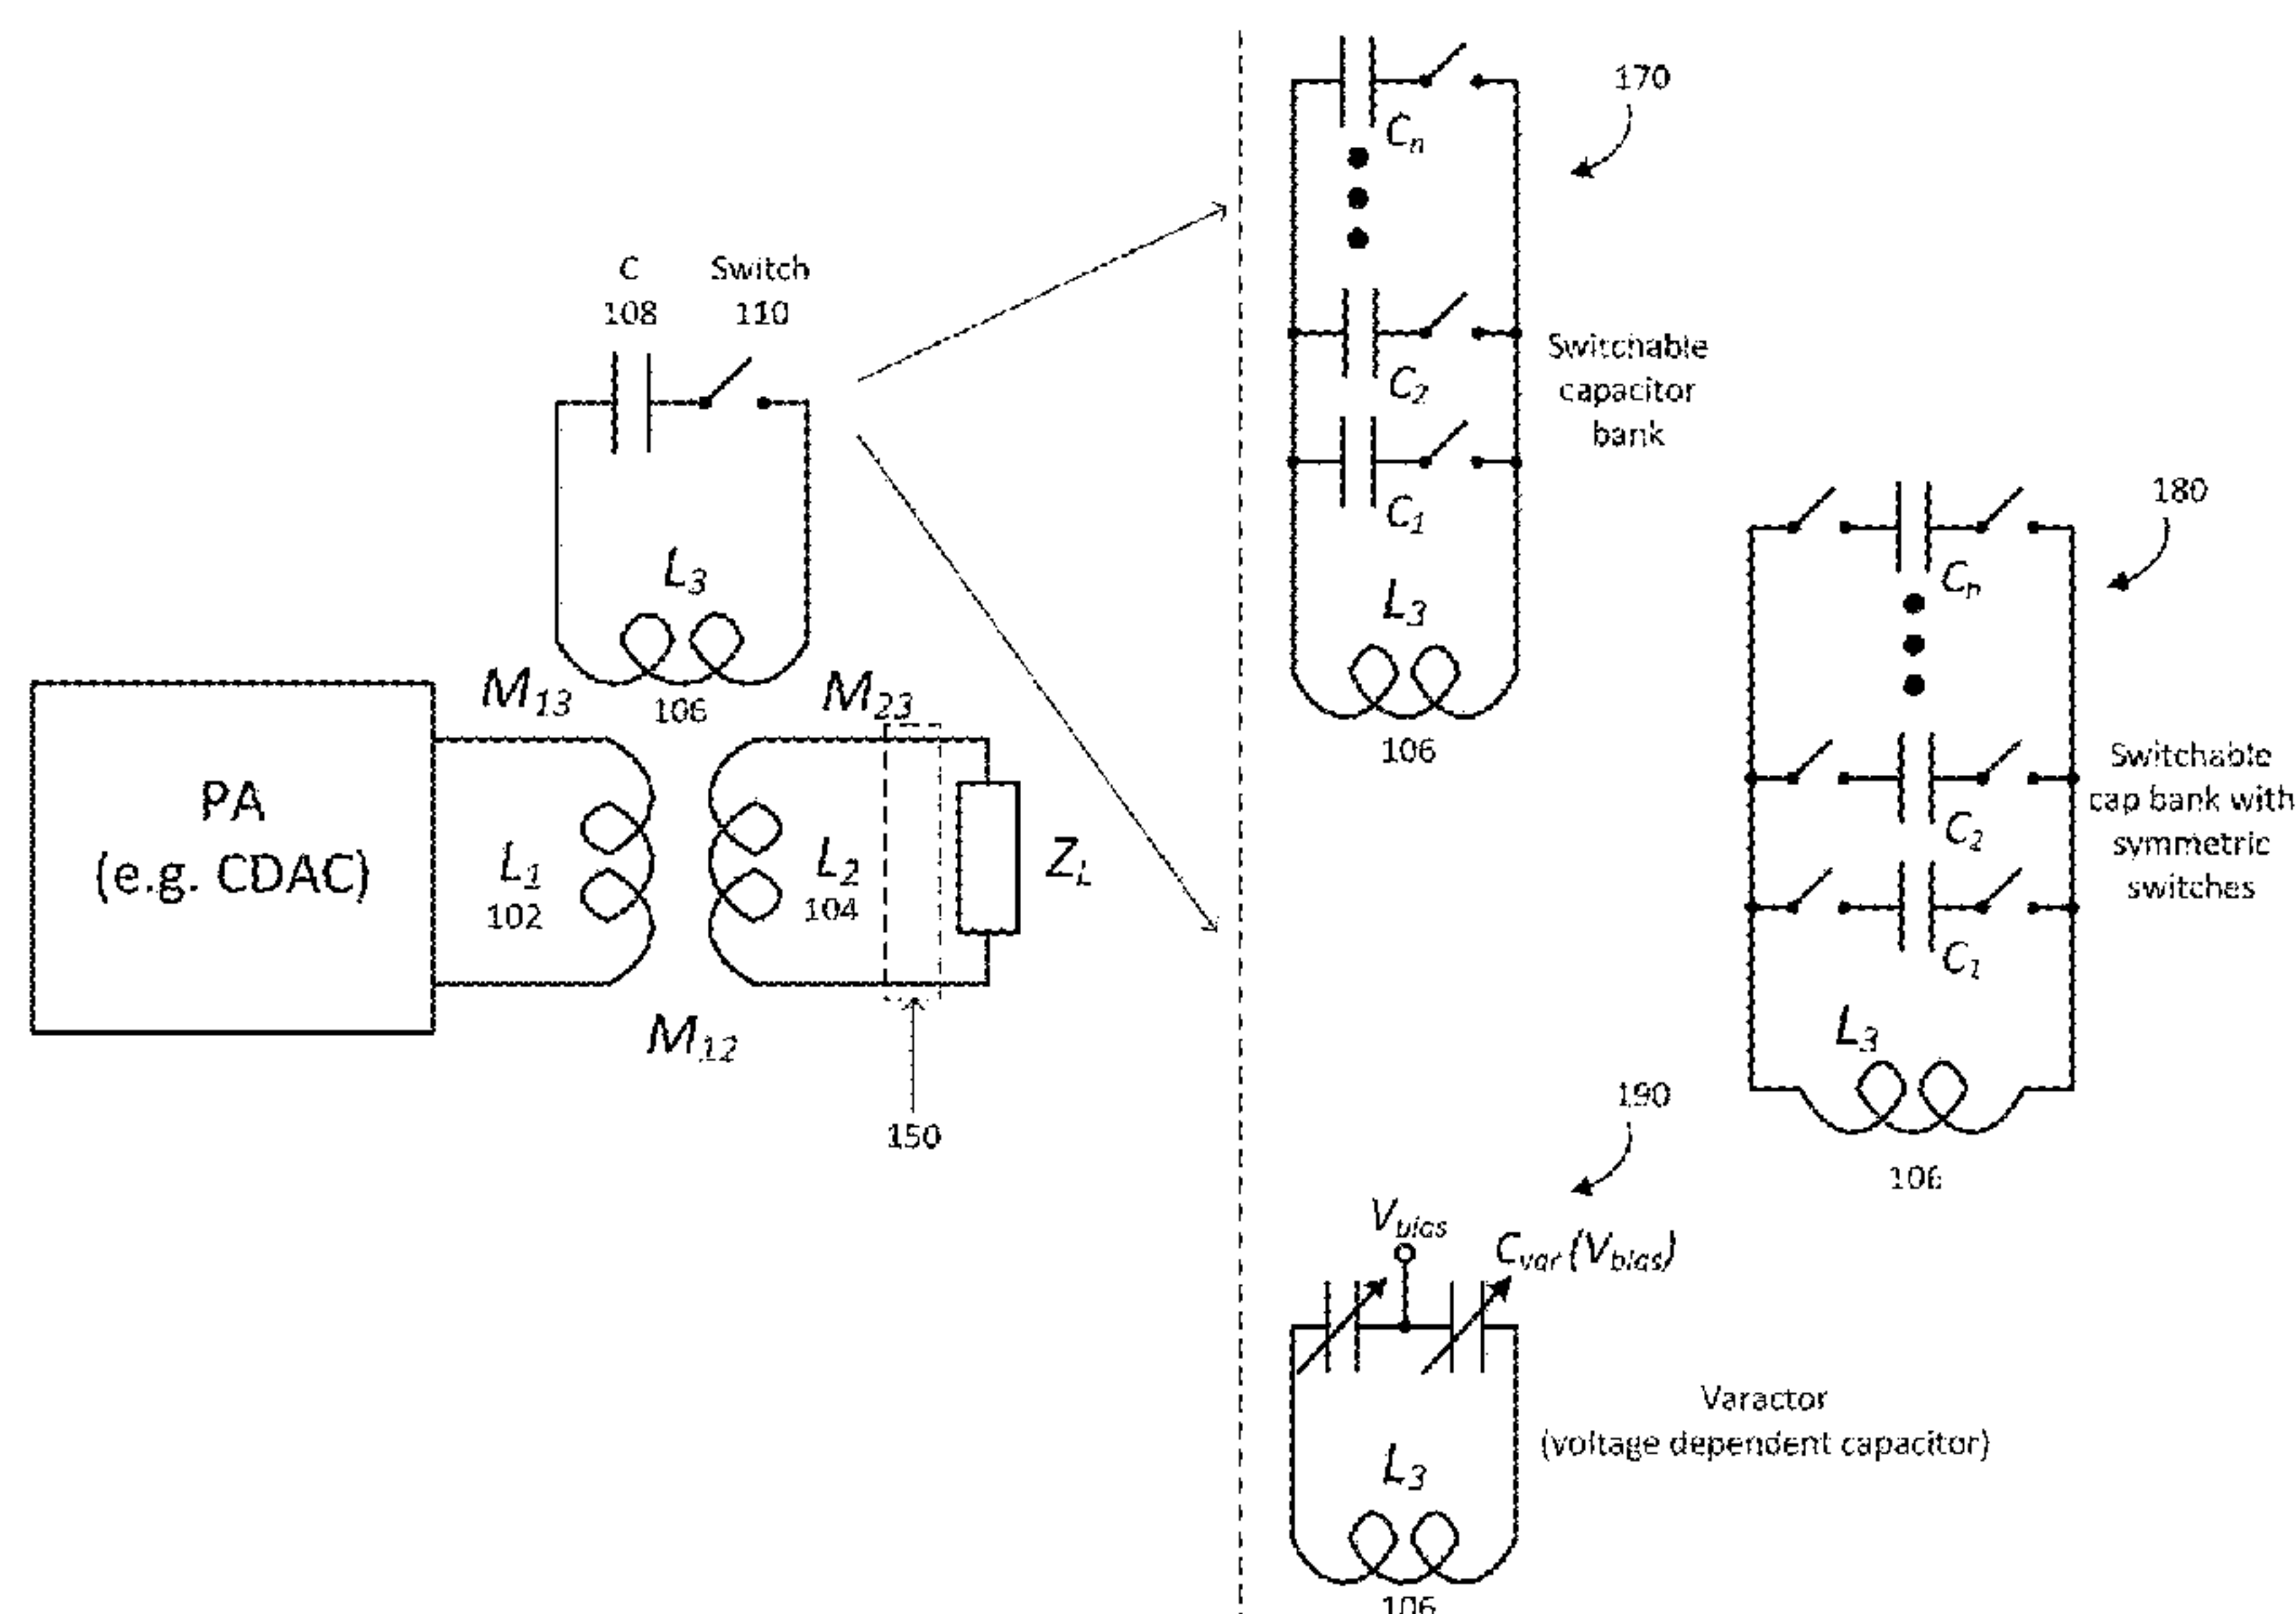 C
108
Switch
110
L3
106
M13
M23
PA
(e.g. CDAC)
L1
102
L2
104
ZL
M12
150
170
Cn
C2
C1
Switchable
capacitor
bank
L3
106
180
Cn
C2
C1
Switchable
cap bank with
symmetric
switches
L3
106
190
Vbias
Cvar (Vbias)
Varactor
(voltage dependent capacitor)
L3
106